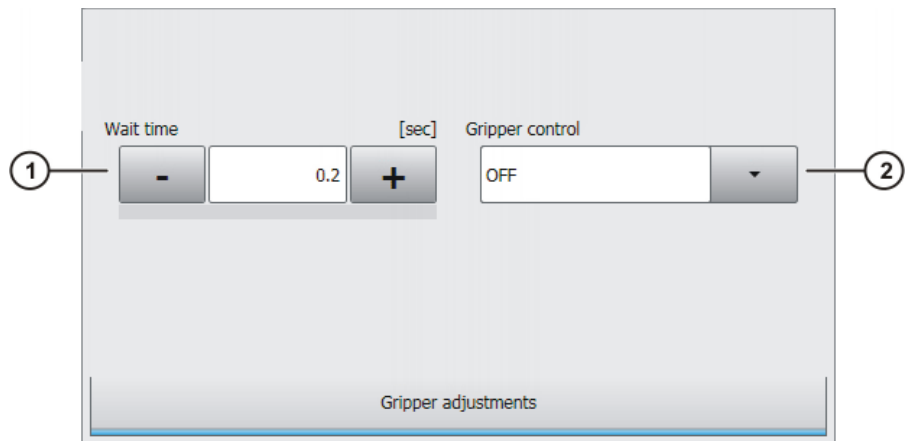 Wait time [sec] Gripper control
1 - 0.2 + OFF 2
Gripper adjustments